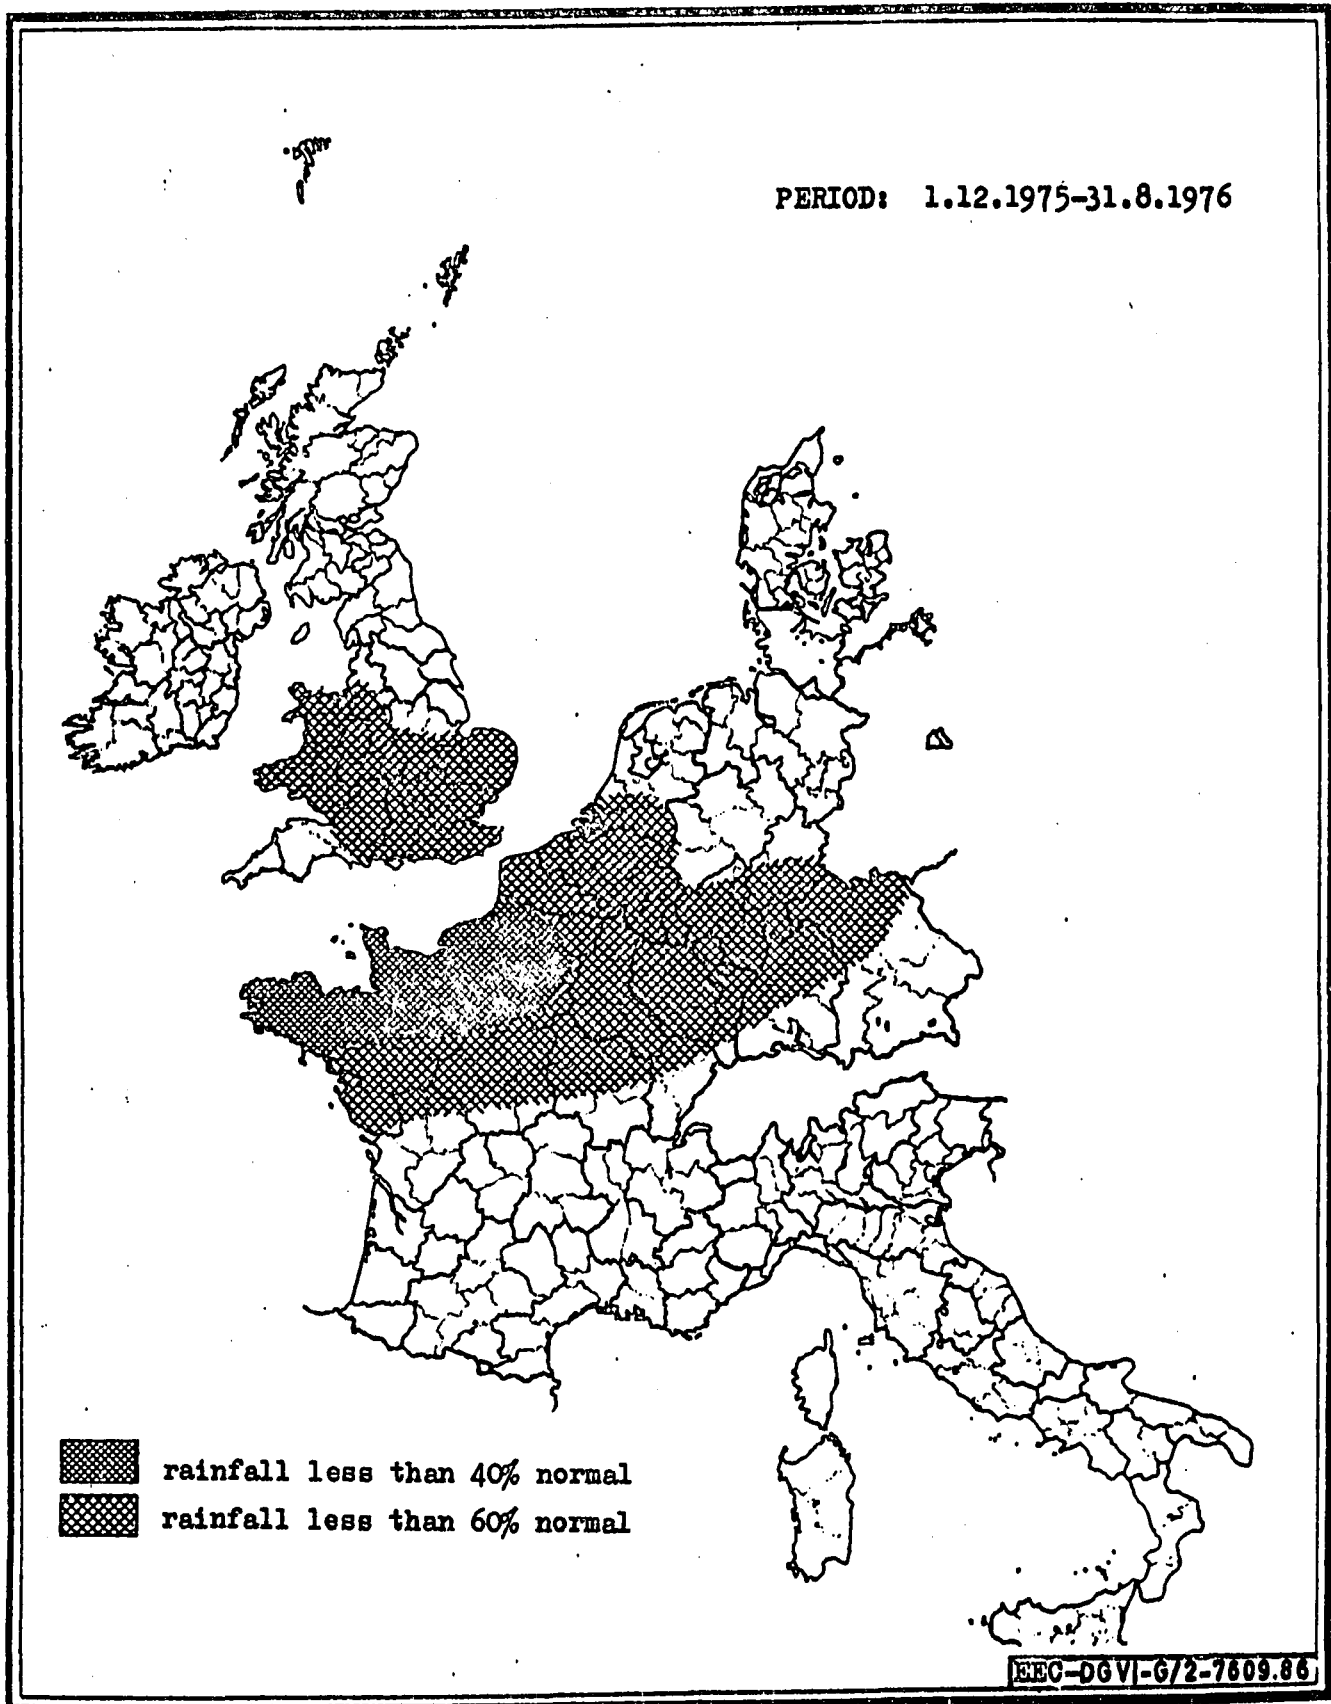 PERIOD: 1.12.1975-31.8.1976
rainfall less than 40% normal
rainfall less than 60% normal
EEC-DGVI-G/2-7609.86